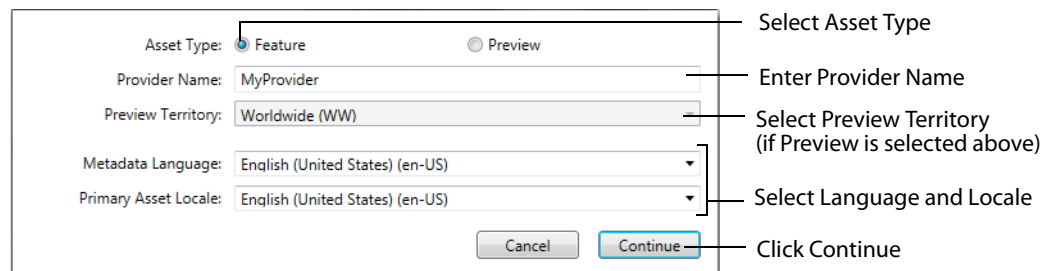 Select Asset Type
Asset Type: Feature Preview
Provider Name: MyProvider
Enter Provider Name
Preview Territory: Worldwide (WW)
Select Preview Territory
(if Preview is selected above)
Metadata Language: English (United States) (en-US)
Primary Asset Locale: English (United States) (en-US)
Select Language and Locale
Cancel Continue
Click Continue